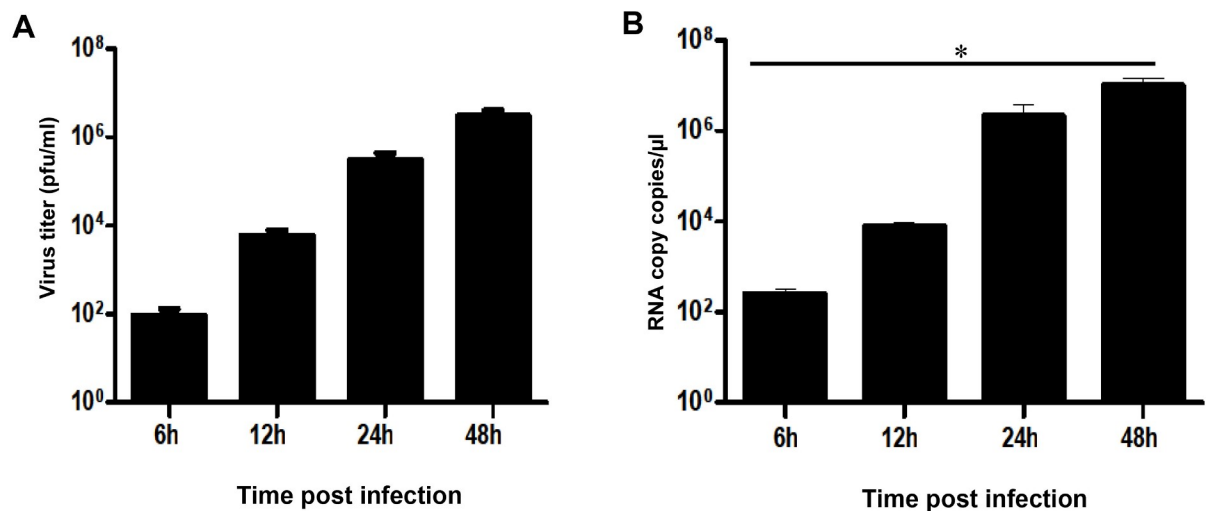 A
Virus titer (pfu/ml)
10⁸
10⁶
10⁴
10²
10⁰
6h 12h 24h 48h
Time post infection
B
RNA copy copies/µl
10⁸
10⁶
10⁴
10²
10⁰
*
6h 12h 24h 48h
Time post infection